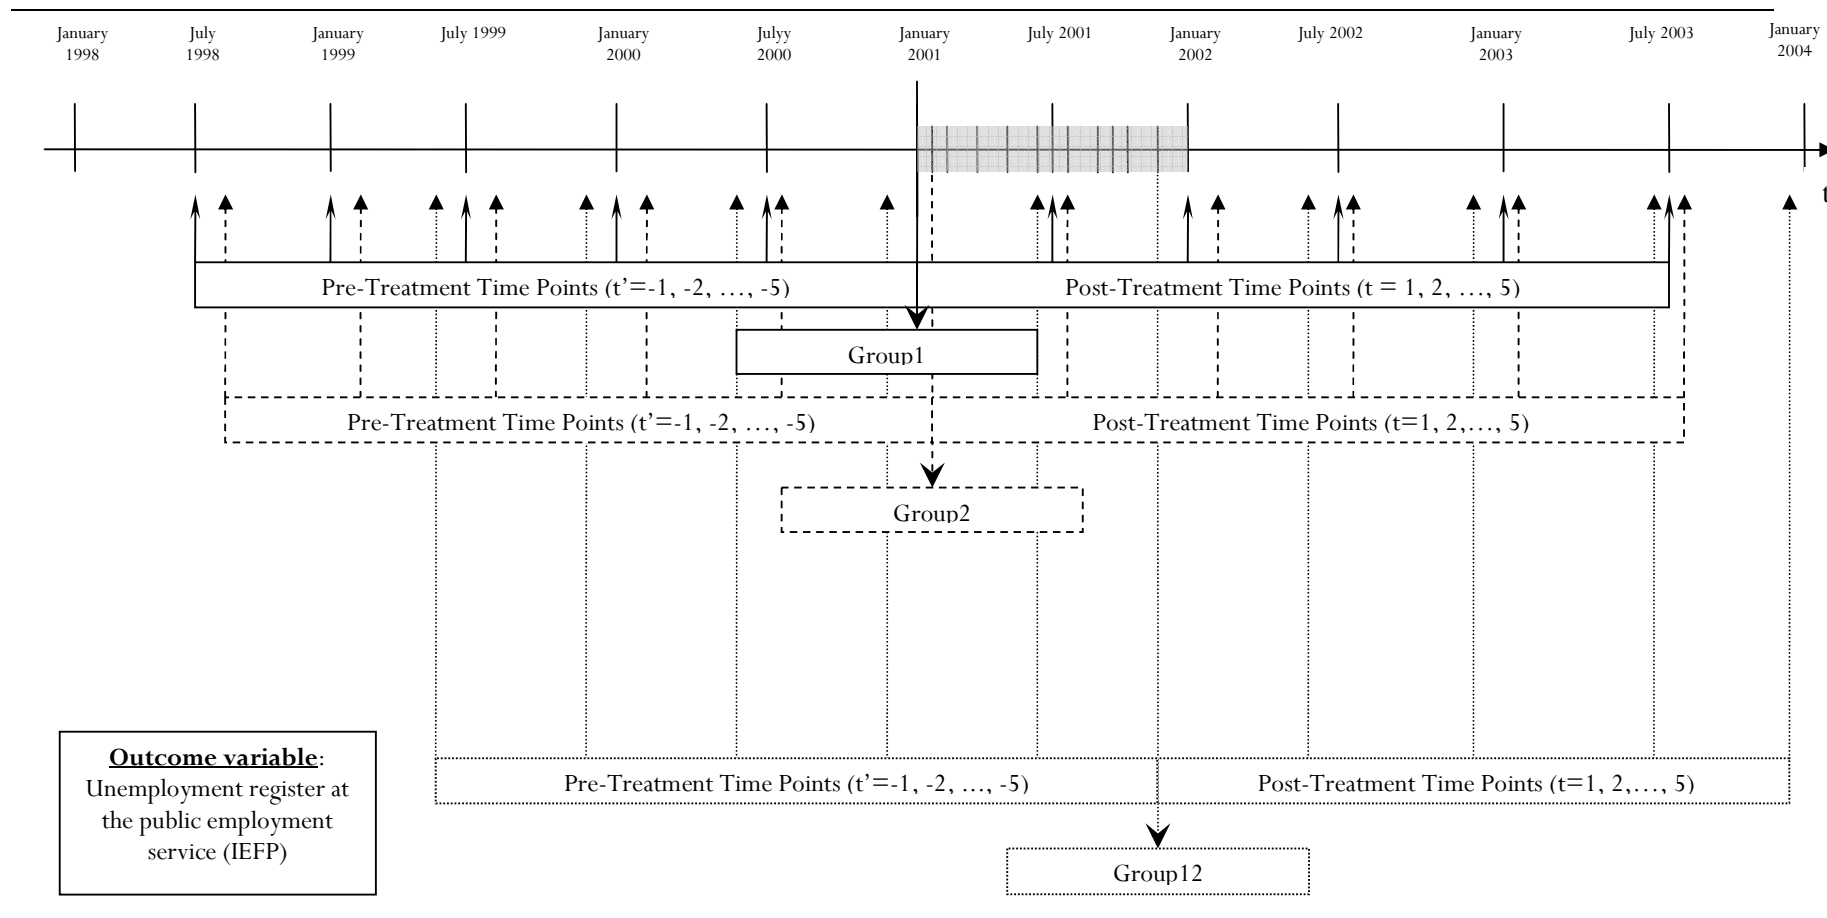 January
1998
July
1998
January
1999
July 1999
January
2000
Julyy
2000
January
2001
July 2001
January
2002
July 2002
January
2003
July 2003
January
2004
t
Pre-Treatment Time Points (t’=-1, -2, …, -5)
Post-Treatment Time Points (t = 1, 2, …, 5)
Group1
Pre-Treatment Time Points (t’=-1, -2, …, -5)
Post-Treatment Time Points (t=1, 2,…, 5)
Group2
Pre-Treatment Time Points (t’=-1, -2, …, -5)
Post-Treatment Time Points (t=1, 2,…, 5)
Group12
Outcome variable:
Unemployment register at
the public employment
service (IEFP)